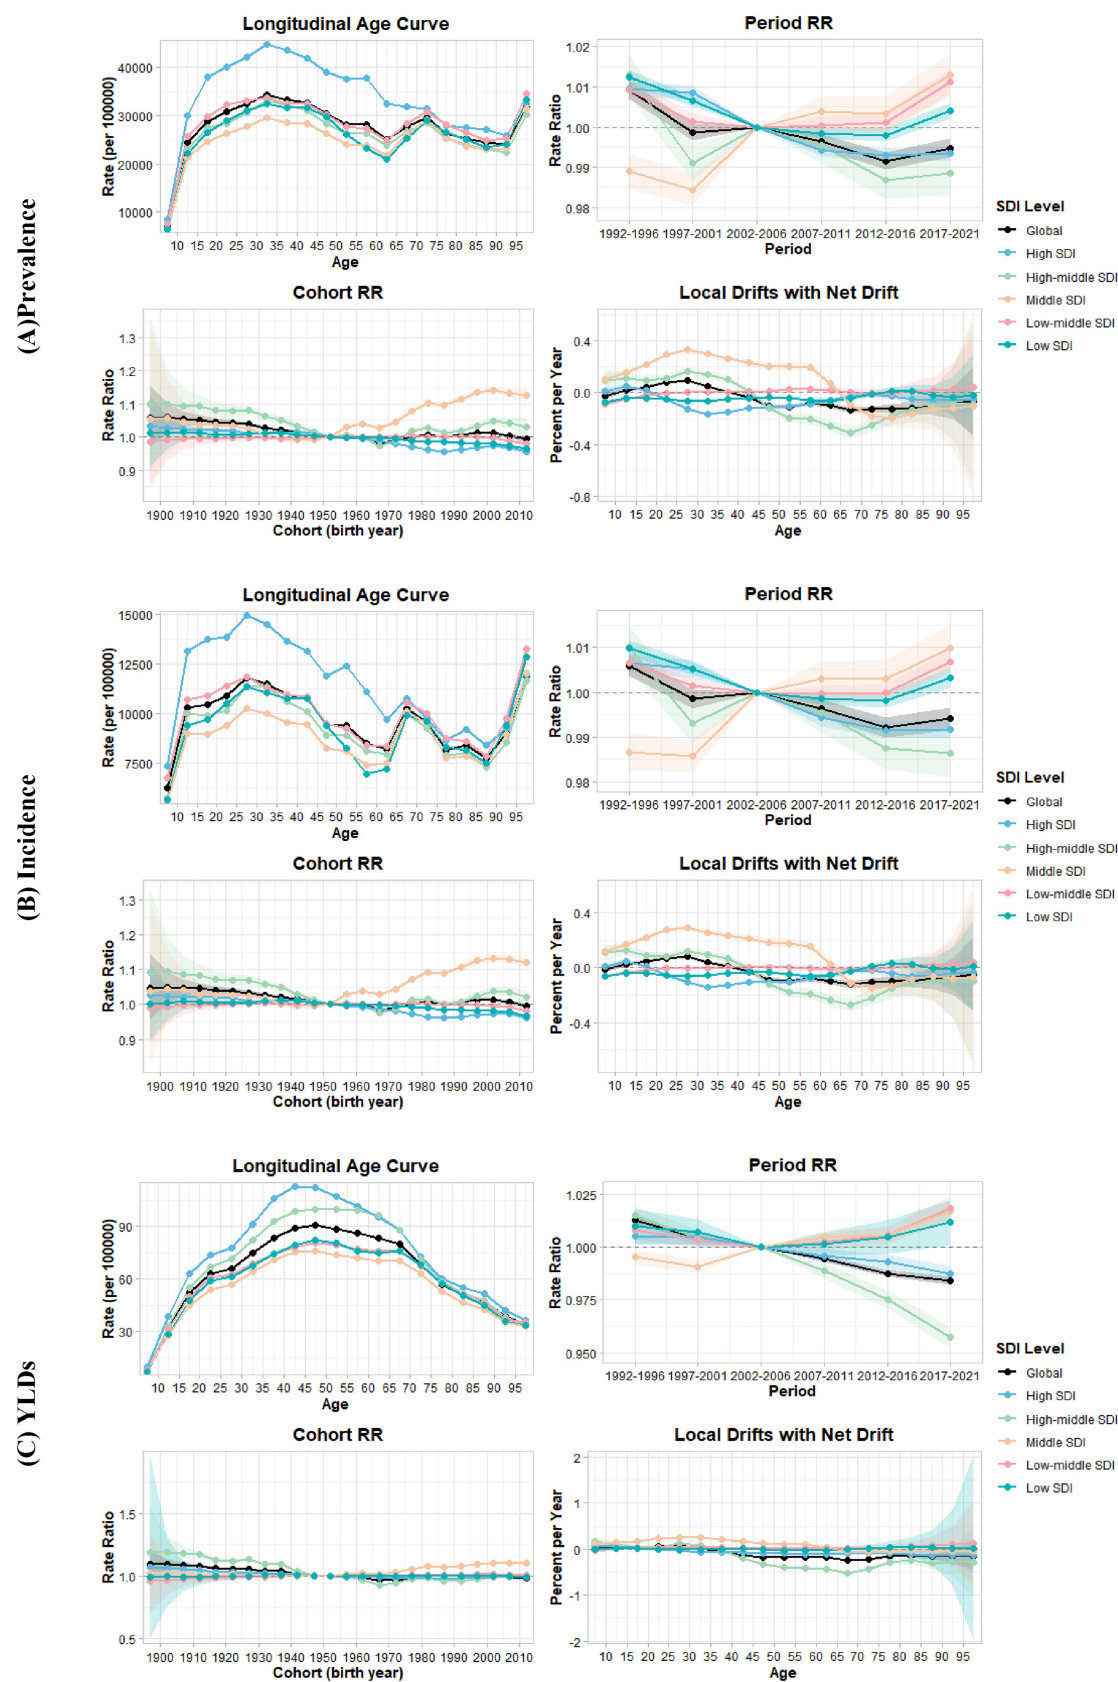 (A)Prevalence
Longitudinal Age Curve
Rate (per 100000)
40000
30000
20000
10000
10 15 20 25 30 35 40 45 50 55 60 65 70 75 80 85 90 95
Age
Period RR
Rate Ratio
1.02
1.01
1.00
0.99
0.98
1992-1996 1997-2001 2002-2006 2007-2011 2012-2016 2017-2021
Period
Cohort RR
Rate Ratio
1.3
1.2
1.1
1.0
0.9
1900 1910 1920 1930 1940 1950 1960 1970 1980 1990 2000 2010
Cohort (birth year)
Local Drifts with Net Drift
Percent per Year
0.4
0.0
-0.4
-0.8
10 15 20 25 30 35 40 45 50 55 60 65 70 75 80 85 90 95
Age
SDI Level
Global
High SDI
High-middle SDI
Middle SDI
Low-middle SDI
Low SDI
(B) Incidence
Longitudinal Age Curve
Rate (per 100000)
15000
12500
10000
7500
10 15 20 25 30 35 40 45 50 55 60 65 70 75 80 85 90 95
Age
Period RR
Rate Ratio
1.01
1.00
0.99
0.98
1992-1996 1997-2001 2002-2006 2007-2011 2012-2016 2017-2021
Period
Cohort RR
Rate Ratio
1.3
1.2
1.1
1.0
0.9
1900 1910 1920 1930 1940 1950 1960 1970 1980 1990 2000 2010
Cohort (birth year)
Local Drifts with Net Drift
Percent per Year
0.4
0.0
-0.4
10 15 20 25 30 35 40 45 50 55 60 65 70 75 80 85 90 95
Age
SDI Level
Global
High SDI
High-middle SDI
Middle SDI
Low-middle SDI
Low SDI
(C) YLDs
Longitudinal Age Curve
Rate (per 100000)
90
60
30
10 15 20 25 30 35 40 45 50 55 60 65 70 75 80 85 90 95
Age
Period RR
Rate Ratio
1.025
1.000
0.975
0.950
1992-1996 1997-2001 2002-2006 2007-2011 2012-2016 2017-2021
Period
Cohort RR
Rate Ratio
1.5
1.0
0.5
1900 1910 1920 1930 1940 1950 1960 1970 1980 1990 2000 2010
Cohort (birth year)
Local Drifts with Net Drift
Percent per Year
2
1
0
-1
-2
10 15 20 25 30 35 40 45 50 55 60 65 70 75 80 85 90 95
Age
SDI Level
Global
High SDI
High-middle SDI
Middle SDI
Low-middle SDI
Low SDI